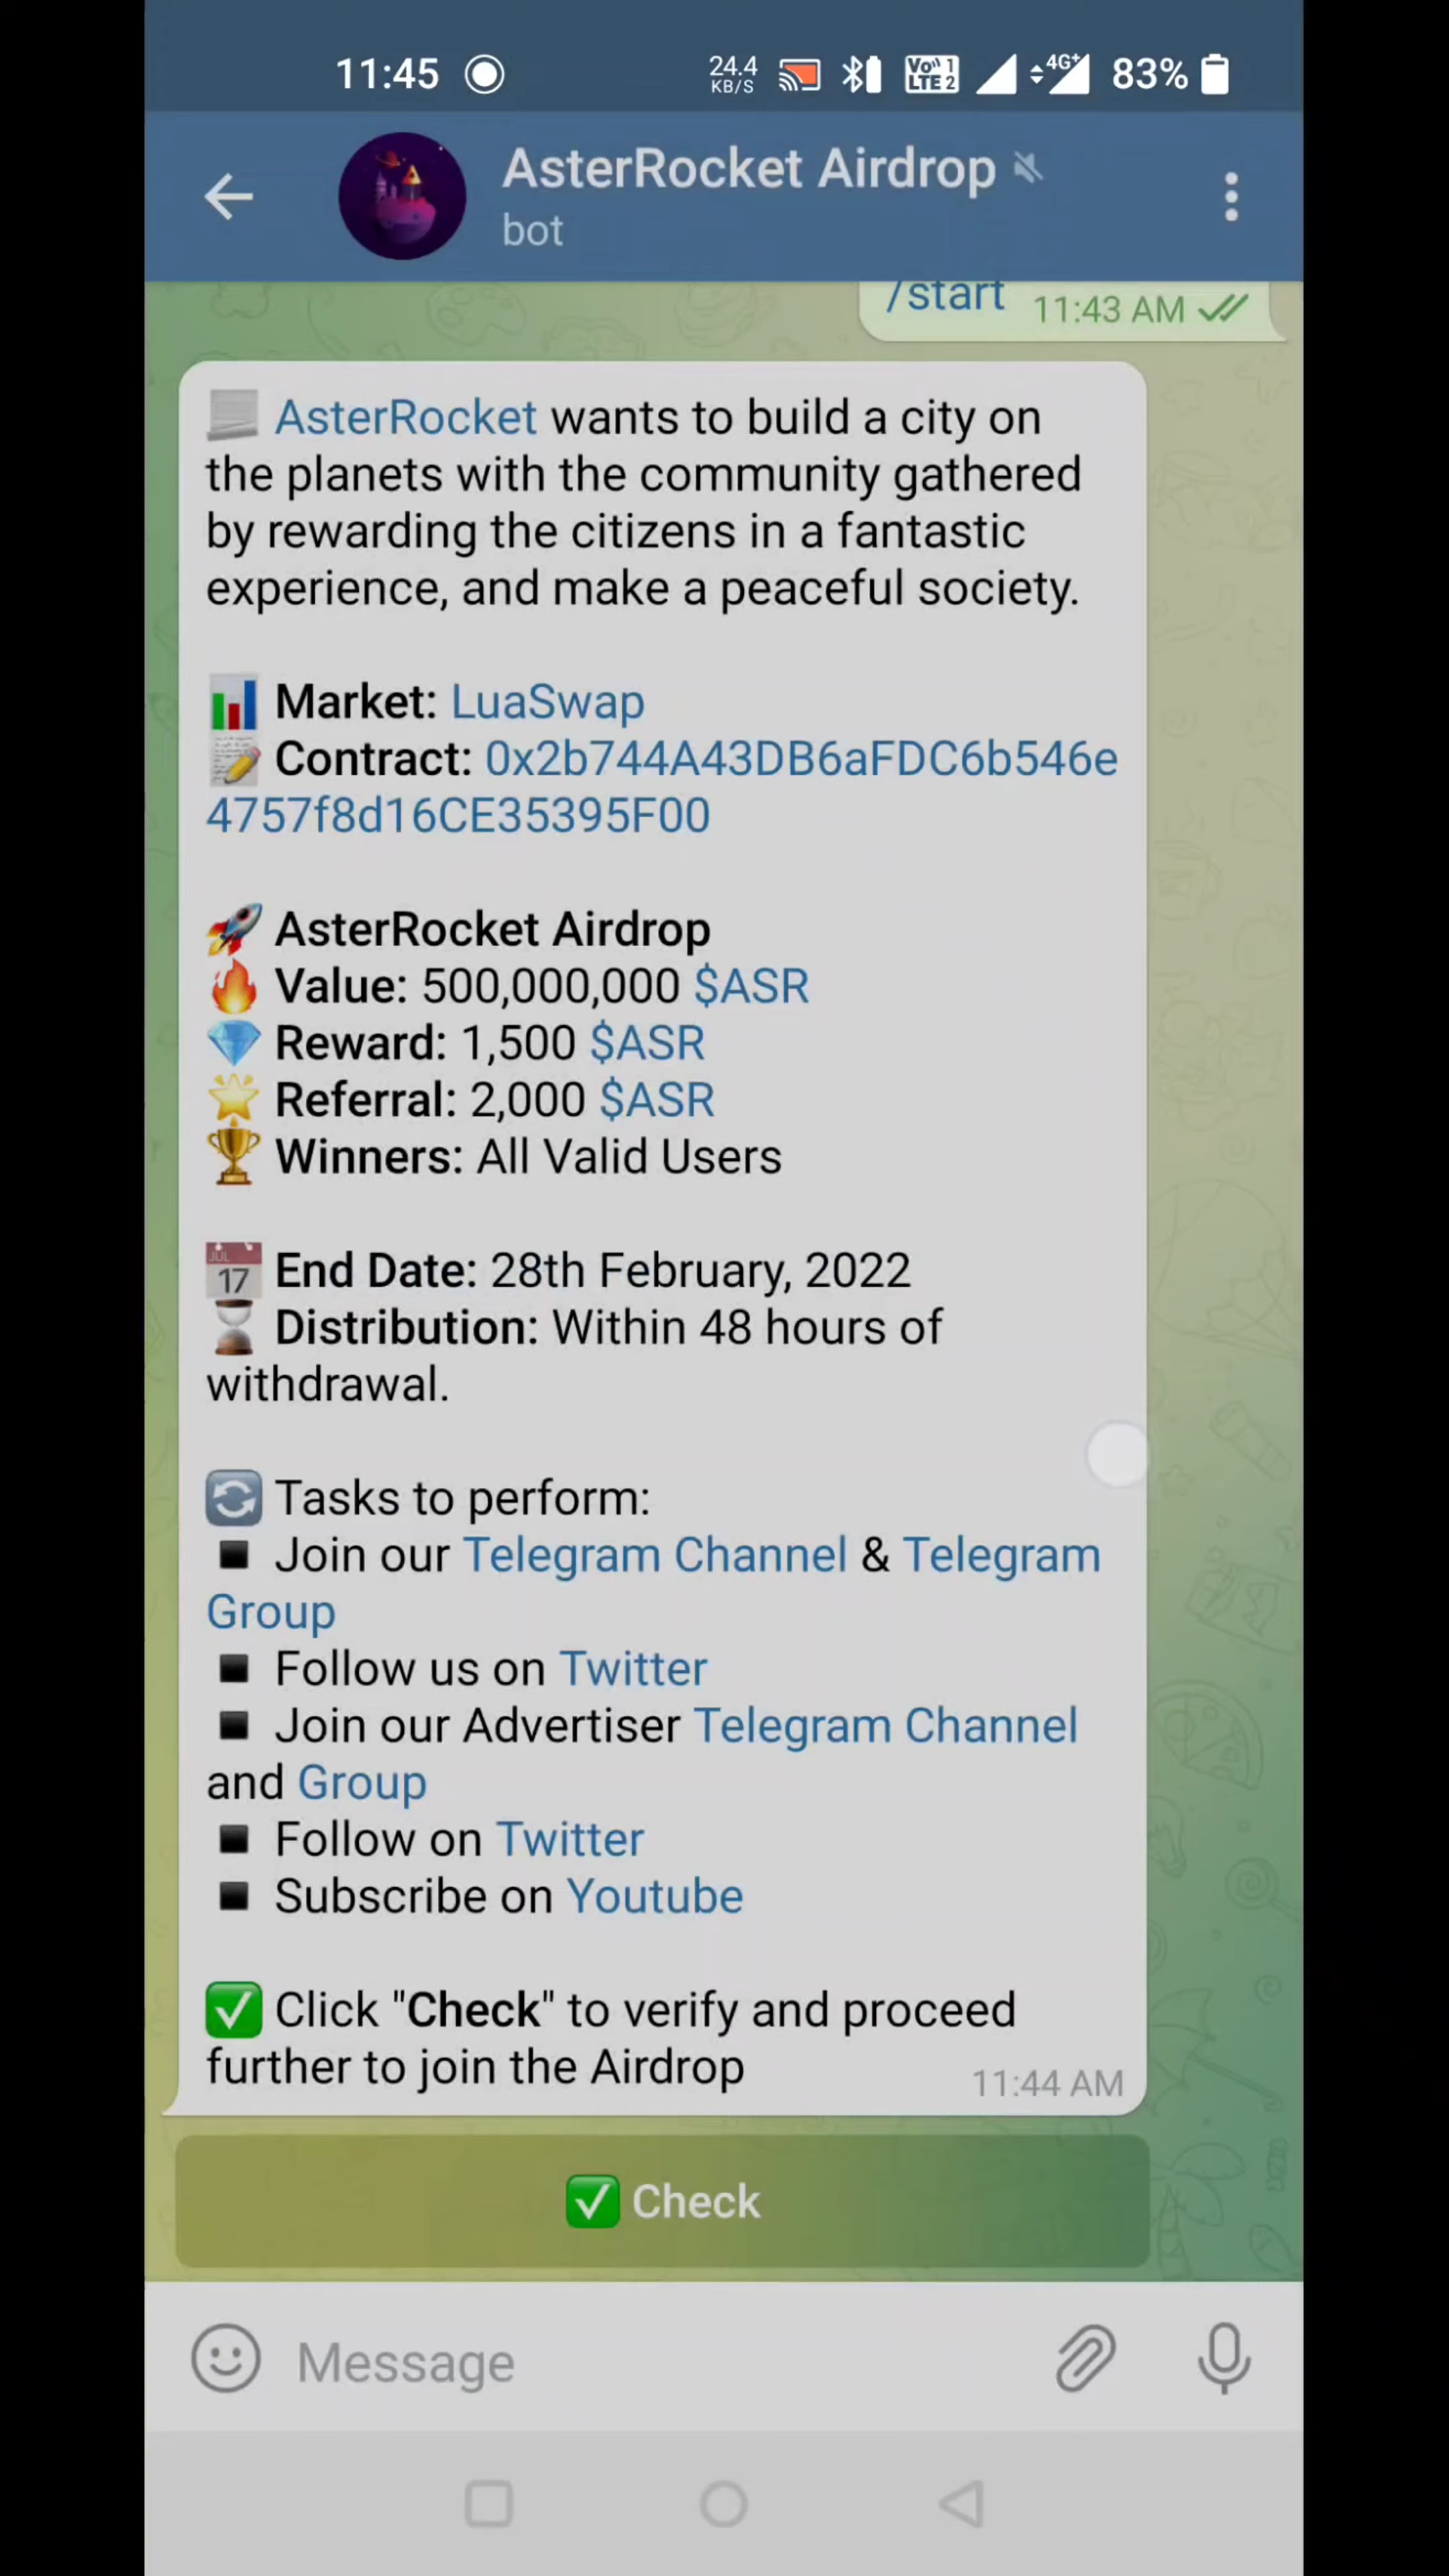 11:45 24.4 KB/S Vo)) 1 LTE 2 4G+ 83%
AsterRocket Airdrop
bot
/start 11:43 AM
AsterRocket wants to build a city on
the planets with the community gathered
by rewarding the citizens in a fantastic
experience, and make a peaceful society.
Market: LuaSwap
Contract: 0x2b744A43DB6aFDC6b546e
4757f8d16CE35395F00
AsterRocket Airdrop
Value: 500,000,000 $ASR
Reward: 1,500 $ASR
Referral: 2,000 $ASR
Winners: All Valid Users
JUL 17 End Date: 28th February, 2022
Distribution: Within 48 hours of
withdrawal.
Tasks to perform:
Join our Telegram Channel & Telegram
Group
Follow us on Twitter
Join our Advertiser Telegram Channel
and Group
Follow on Twitter
Subscribe on Youtube
Click "Check" to verify and proceed
further to join the Airdrop
11:44 AM
Check
Message